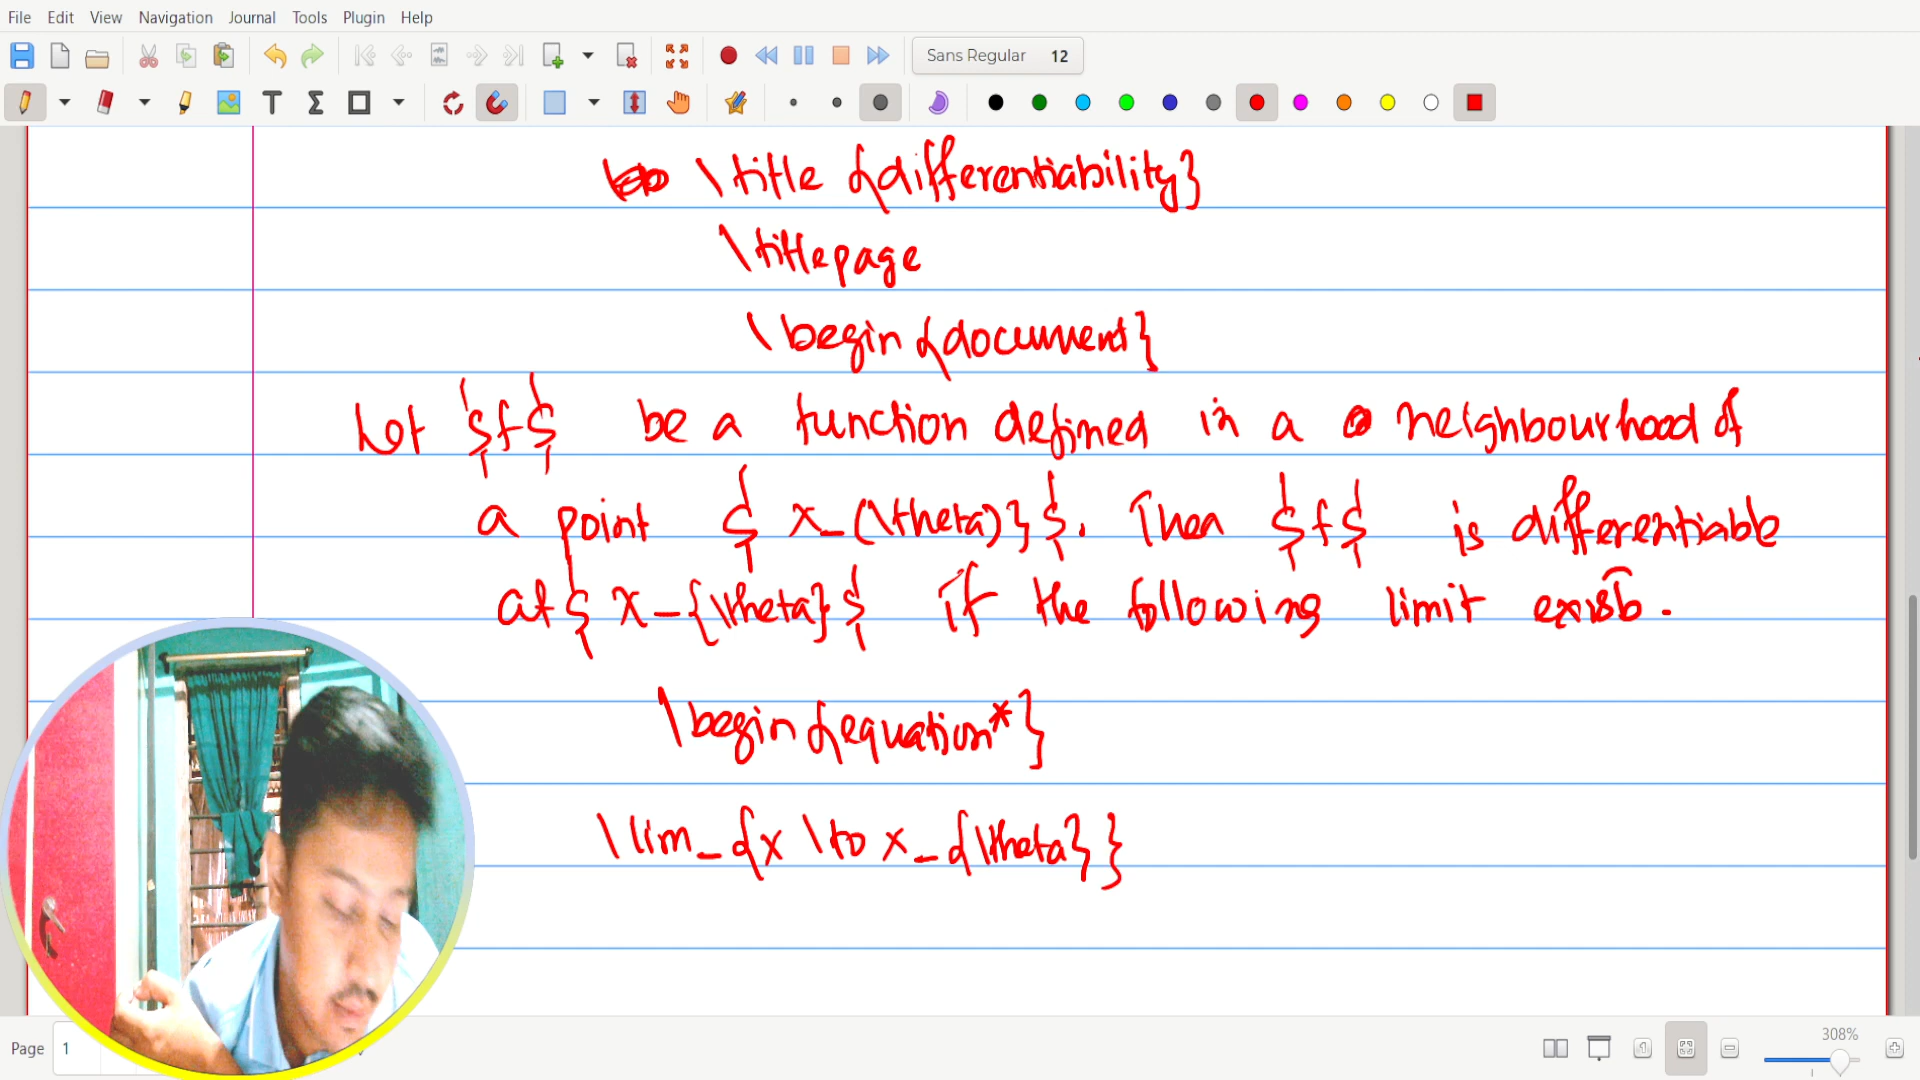 File Edit View Navigation Journal Tools Plugin Help
Sans Regular 12
\title {differentiability}
\titlepage
\begin {document}
Let $f$ be a function defined in a neighbourhood of
a point $ x_(\theta)}$. Then $f$ is differentiable
at $ x_{\theta}$ if the following limit exists.
\begin {equation*}
\lim_{x \to x_{\theta}}
Page 1
308%